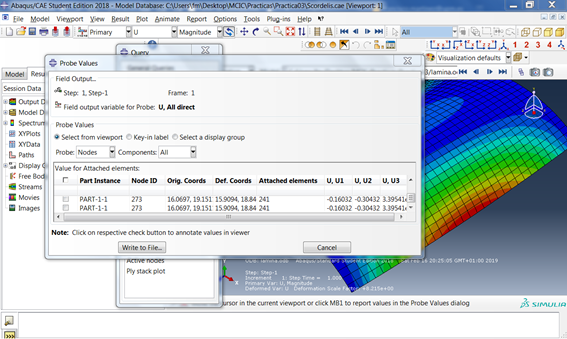 Abaqus/CAE Student Edition 2018 - Model Database: C:\Users\fm\Desktop\MCIC\Practicas\Practica03\Scordelis.cae [Viewport: 1]
File Model Viewport View Result Plot Animate Report Options Tools Plug-ins Help
Primary U Magnitude All
1 2 3 4
Query
Visualization defaults
Probe Values
Model Resu
Session Data
Field Output...
Step: 1, Step-1 Frame: 1
Field output variable for Probe: U, All direct
Output D
Model D
Spectrum
XYPlots
XYData
Paths
Display G
Free Bod
Streams
Movies
Images
Probe Values
Select from viewport Key-in label Select a display group
Probe: Nodes Components: All
Value for Attached elements:
Part Instance Node ID Orig. Coords Def. Coords Attached elements U, U1 U, U2 U, U3
PART-1-1 273 16.0697, 19.151 15.9094, 18.84 241 -0.16032 -0.30432 3.39541
PART-1-1 273 16.0697, 19.151 15.9094, 18.84 241 -0.16032 -0.30432
Note: Click on respective check button to annotate values in viewer
Write to File... Cancel
Active nodes
Ply stack plot
Step: Step-1
Increment 1: Step Time = 1.000
Primary Var: U, Magnitude
Deformed Var: U Deformation Scale Factor:
cursor in the current viewport or click MB1 to report values in the Probe Values dialog
SIMULIA